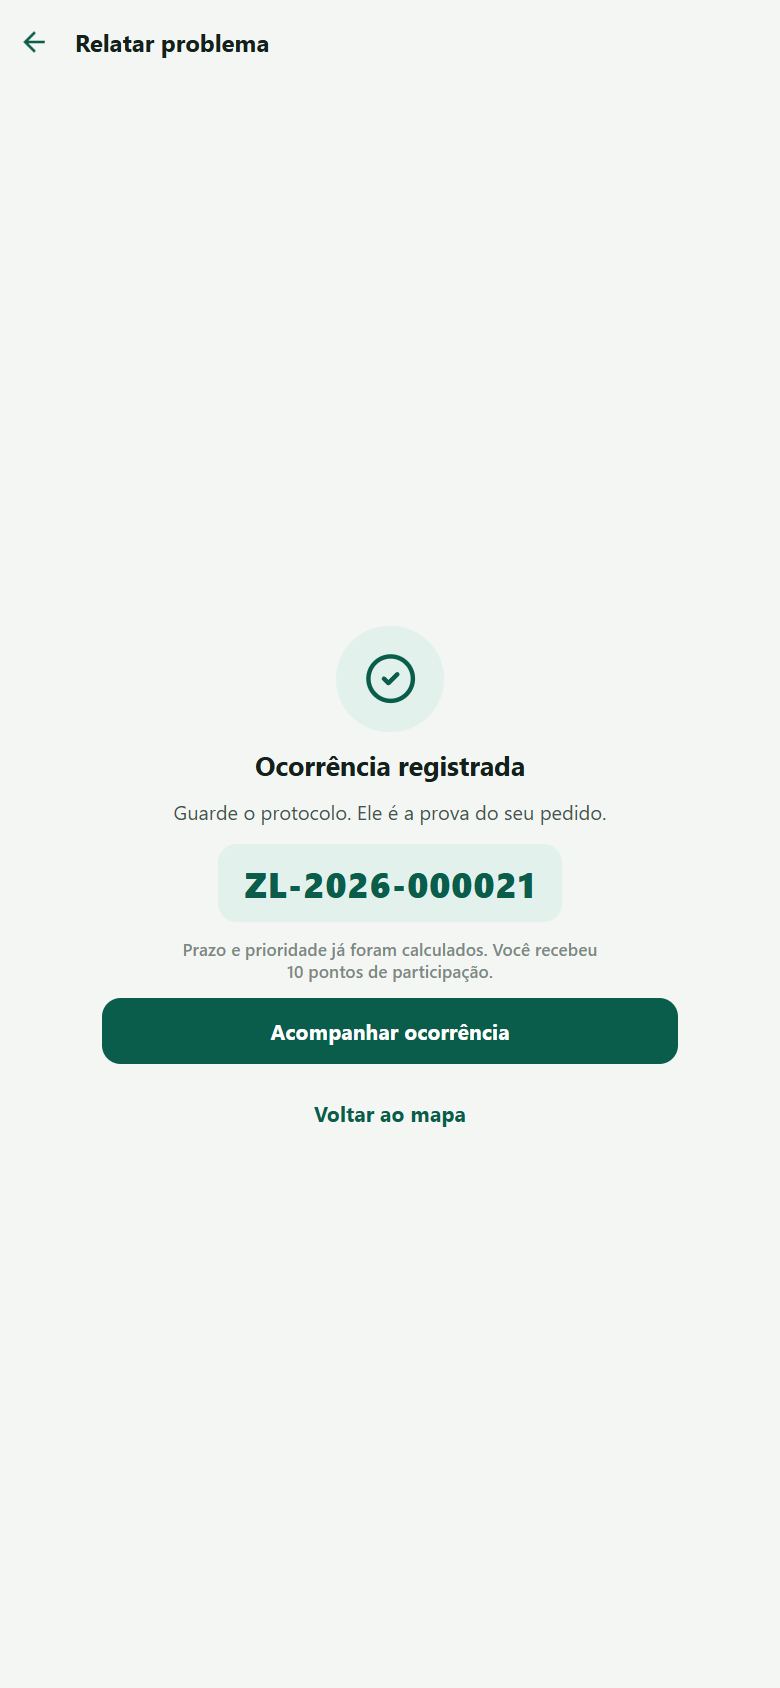 Relatar problema
Ocorrência registrada
Guarde o protocolo. Ele é a prova do seu pedido.
ZL-2026-000021
Prazo e prioridade já foram calculados. Você recebeu
10 pontos de participação.
Acompanhar ocorrência
Voltar ao mapa